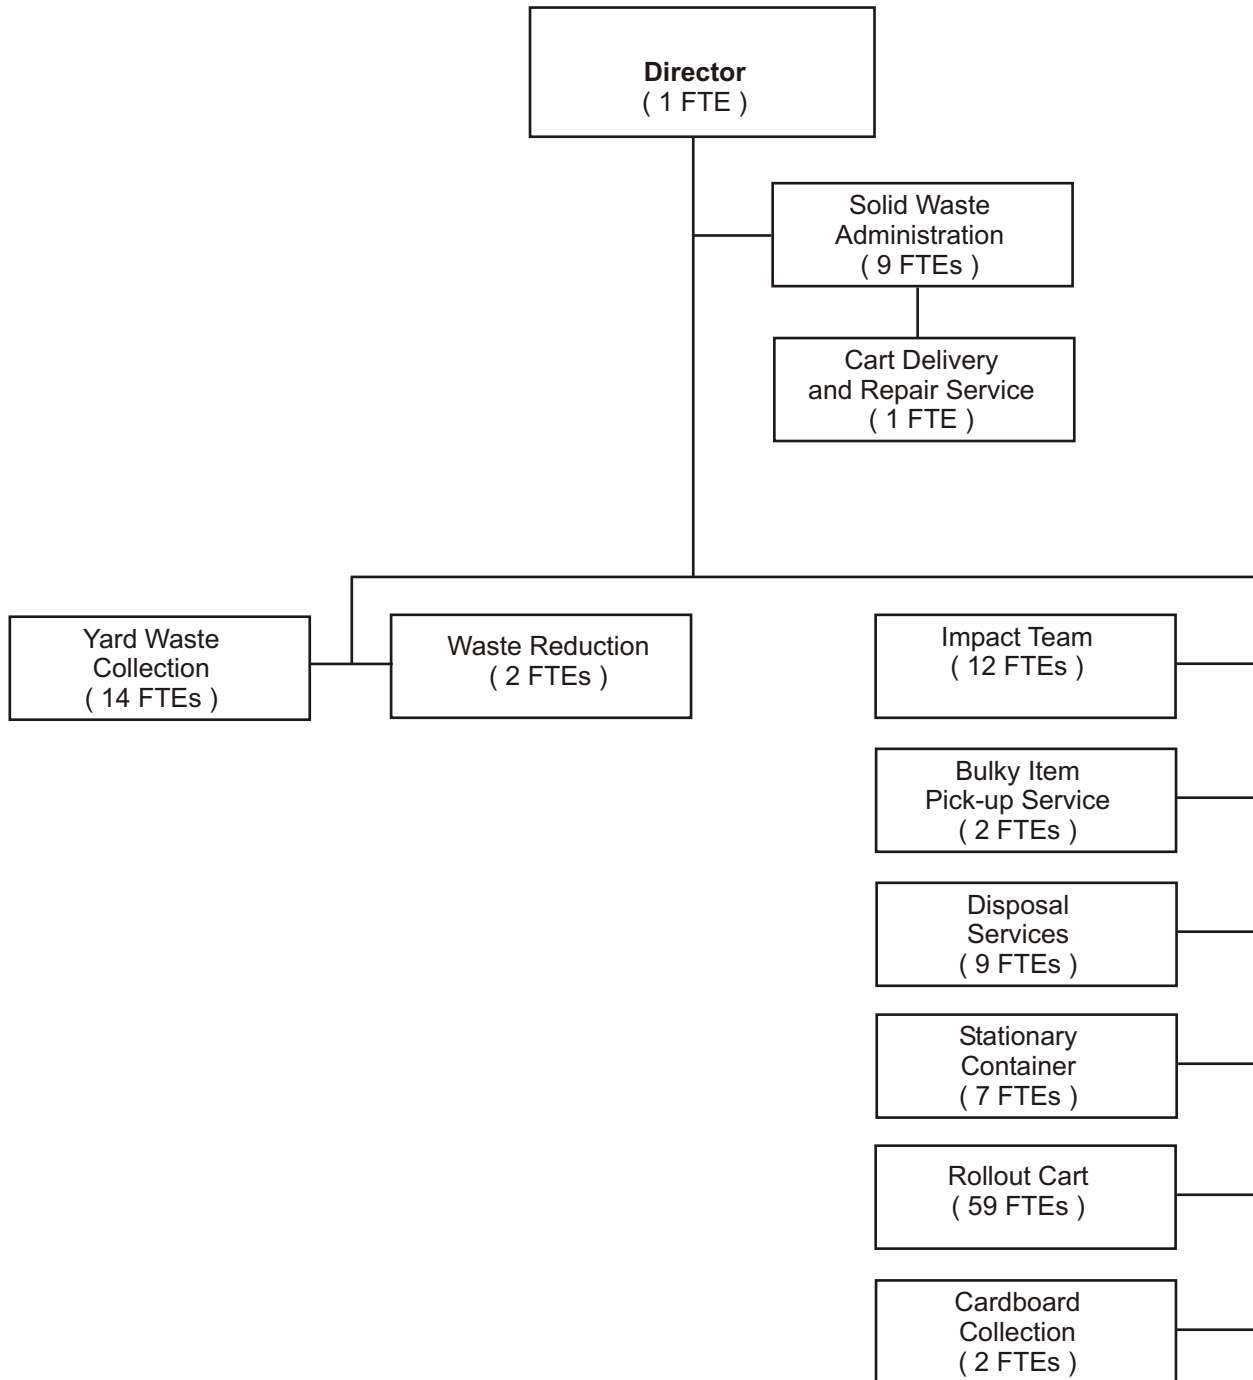 Director
( 1 FTE )
Solid Waste
Administration
( 9 FTEs )
Cart Delivery
and Repair Service
( 1 FTE )
Yard Waste
Collection
( 14 FTEs )
Waste Reduction
( 2 FTEs )
Impact Team
( 12 FTEs )
Bulky Item
Pick-up Service
( 2 FTEs )
Disposal
Services
( 9 FTEs )
Stationary
Container
( 7 FTEs )
Rollout Cart
( 59 FTEs )
Cardboard
Collection
( 2 FTEs )